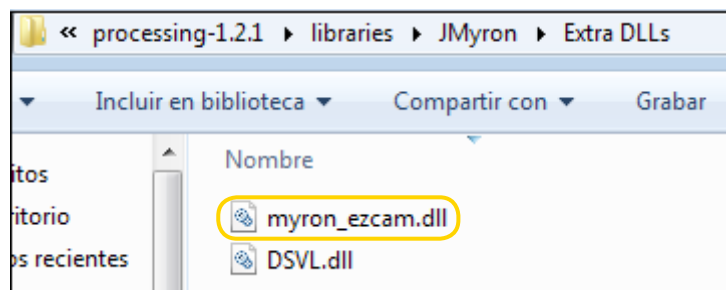 « processing-1.2.1 ▸ libraries ▸ JMyron ▸ Extra DLLs
Incluir en biblioteca ▾ Compartir con ▾ Grabar
Nombre
itos
ritorio
os recientes
myron_ezcam.dll
DSVL.dll